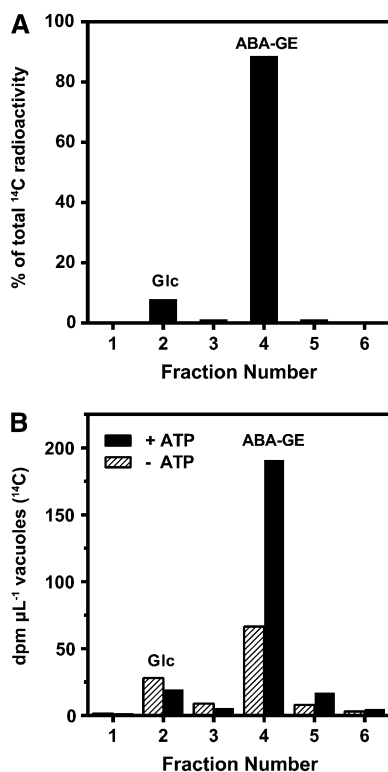 A
% of total ¹⁴C radioactivity
100
80
60
40
20
0
ABA-GE
Glc
1 2 3 4 5 6
Fraction Number
B
dpm µL⁻¹ vacuoles (¹⁴C)
200
150
100
50
0
+ ATP
- ATP
ABA-GE
Glc
1 2 3 4 5 6
Fraction Number